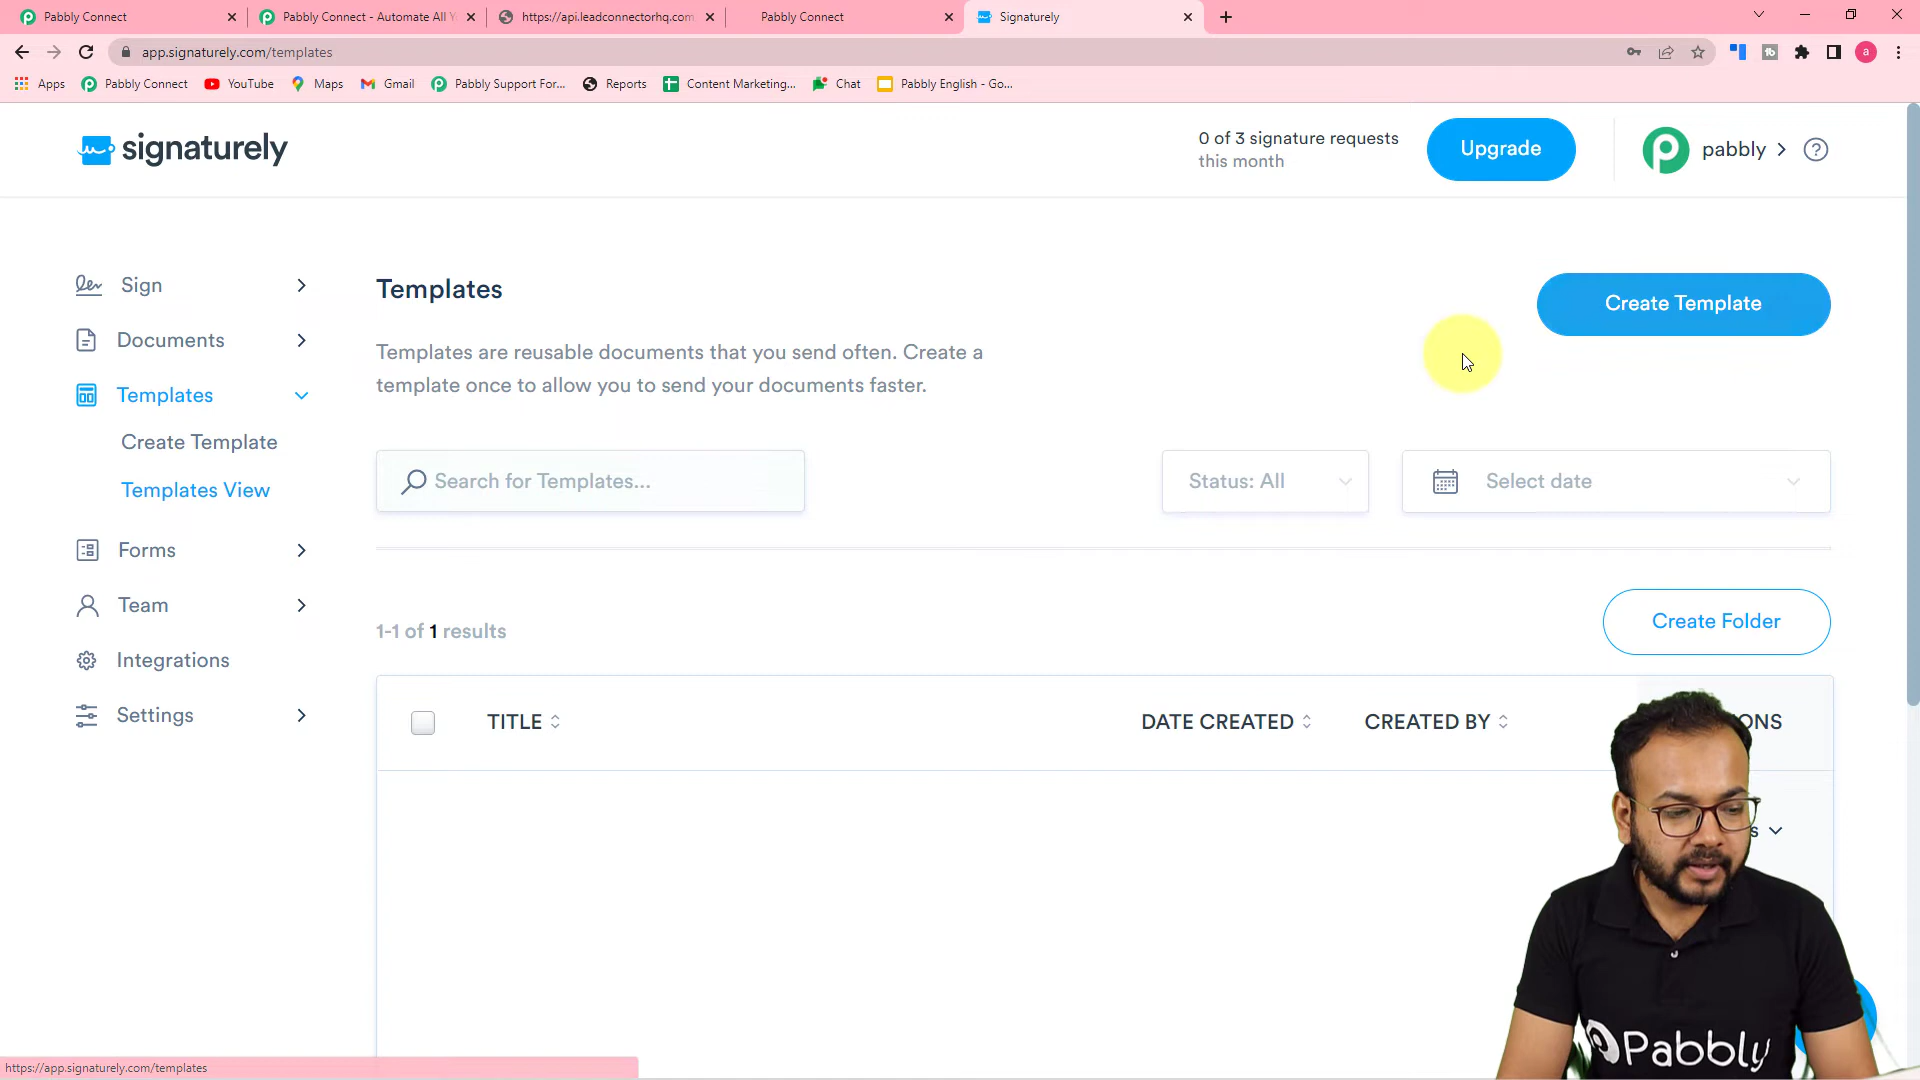 Pabbly Connect
Pabbly Connect - Automate All Y
https://api.leadconnectorhq.com
Pabbly Connect
Signaturely
app.signaturely.com/templates
a
Apps
Pabbly Connect
YouTube
Maps
Gmail
Pabbly Support For...
Reports
Content Marketing...
Chat
Pabbly English - Go...
signaturely
0 of 3 signature requests
this month
Upgrade
pabbly
Sign
Documents
Templates
Create Template
Templates View
Forms
Team
Integrations
Settings
Templates
Create Template
Templates are reusable documents that you send often. Create a
template once to allow you to send your documents faster.
Search for Templates...
Status: All
Select date
1-1 of 1 results
Create Folder
TITLE
DATE CREATED
CREATED BY
Pabbly
https://app.signaturely.com/templates